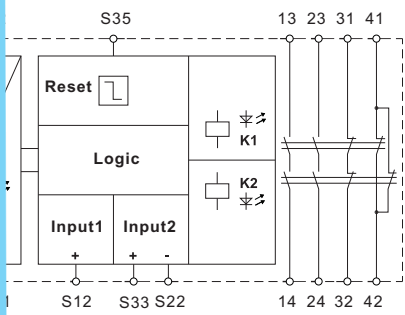 S35 13 23 31 41
Reset
K1
Logic
K2
Input1 Input2
+ + -
S12 S33 S22 14 24 32 42